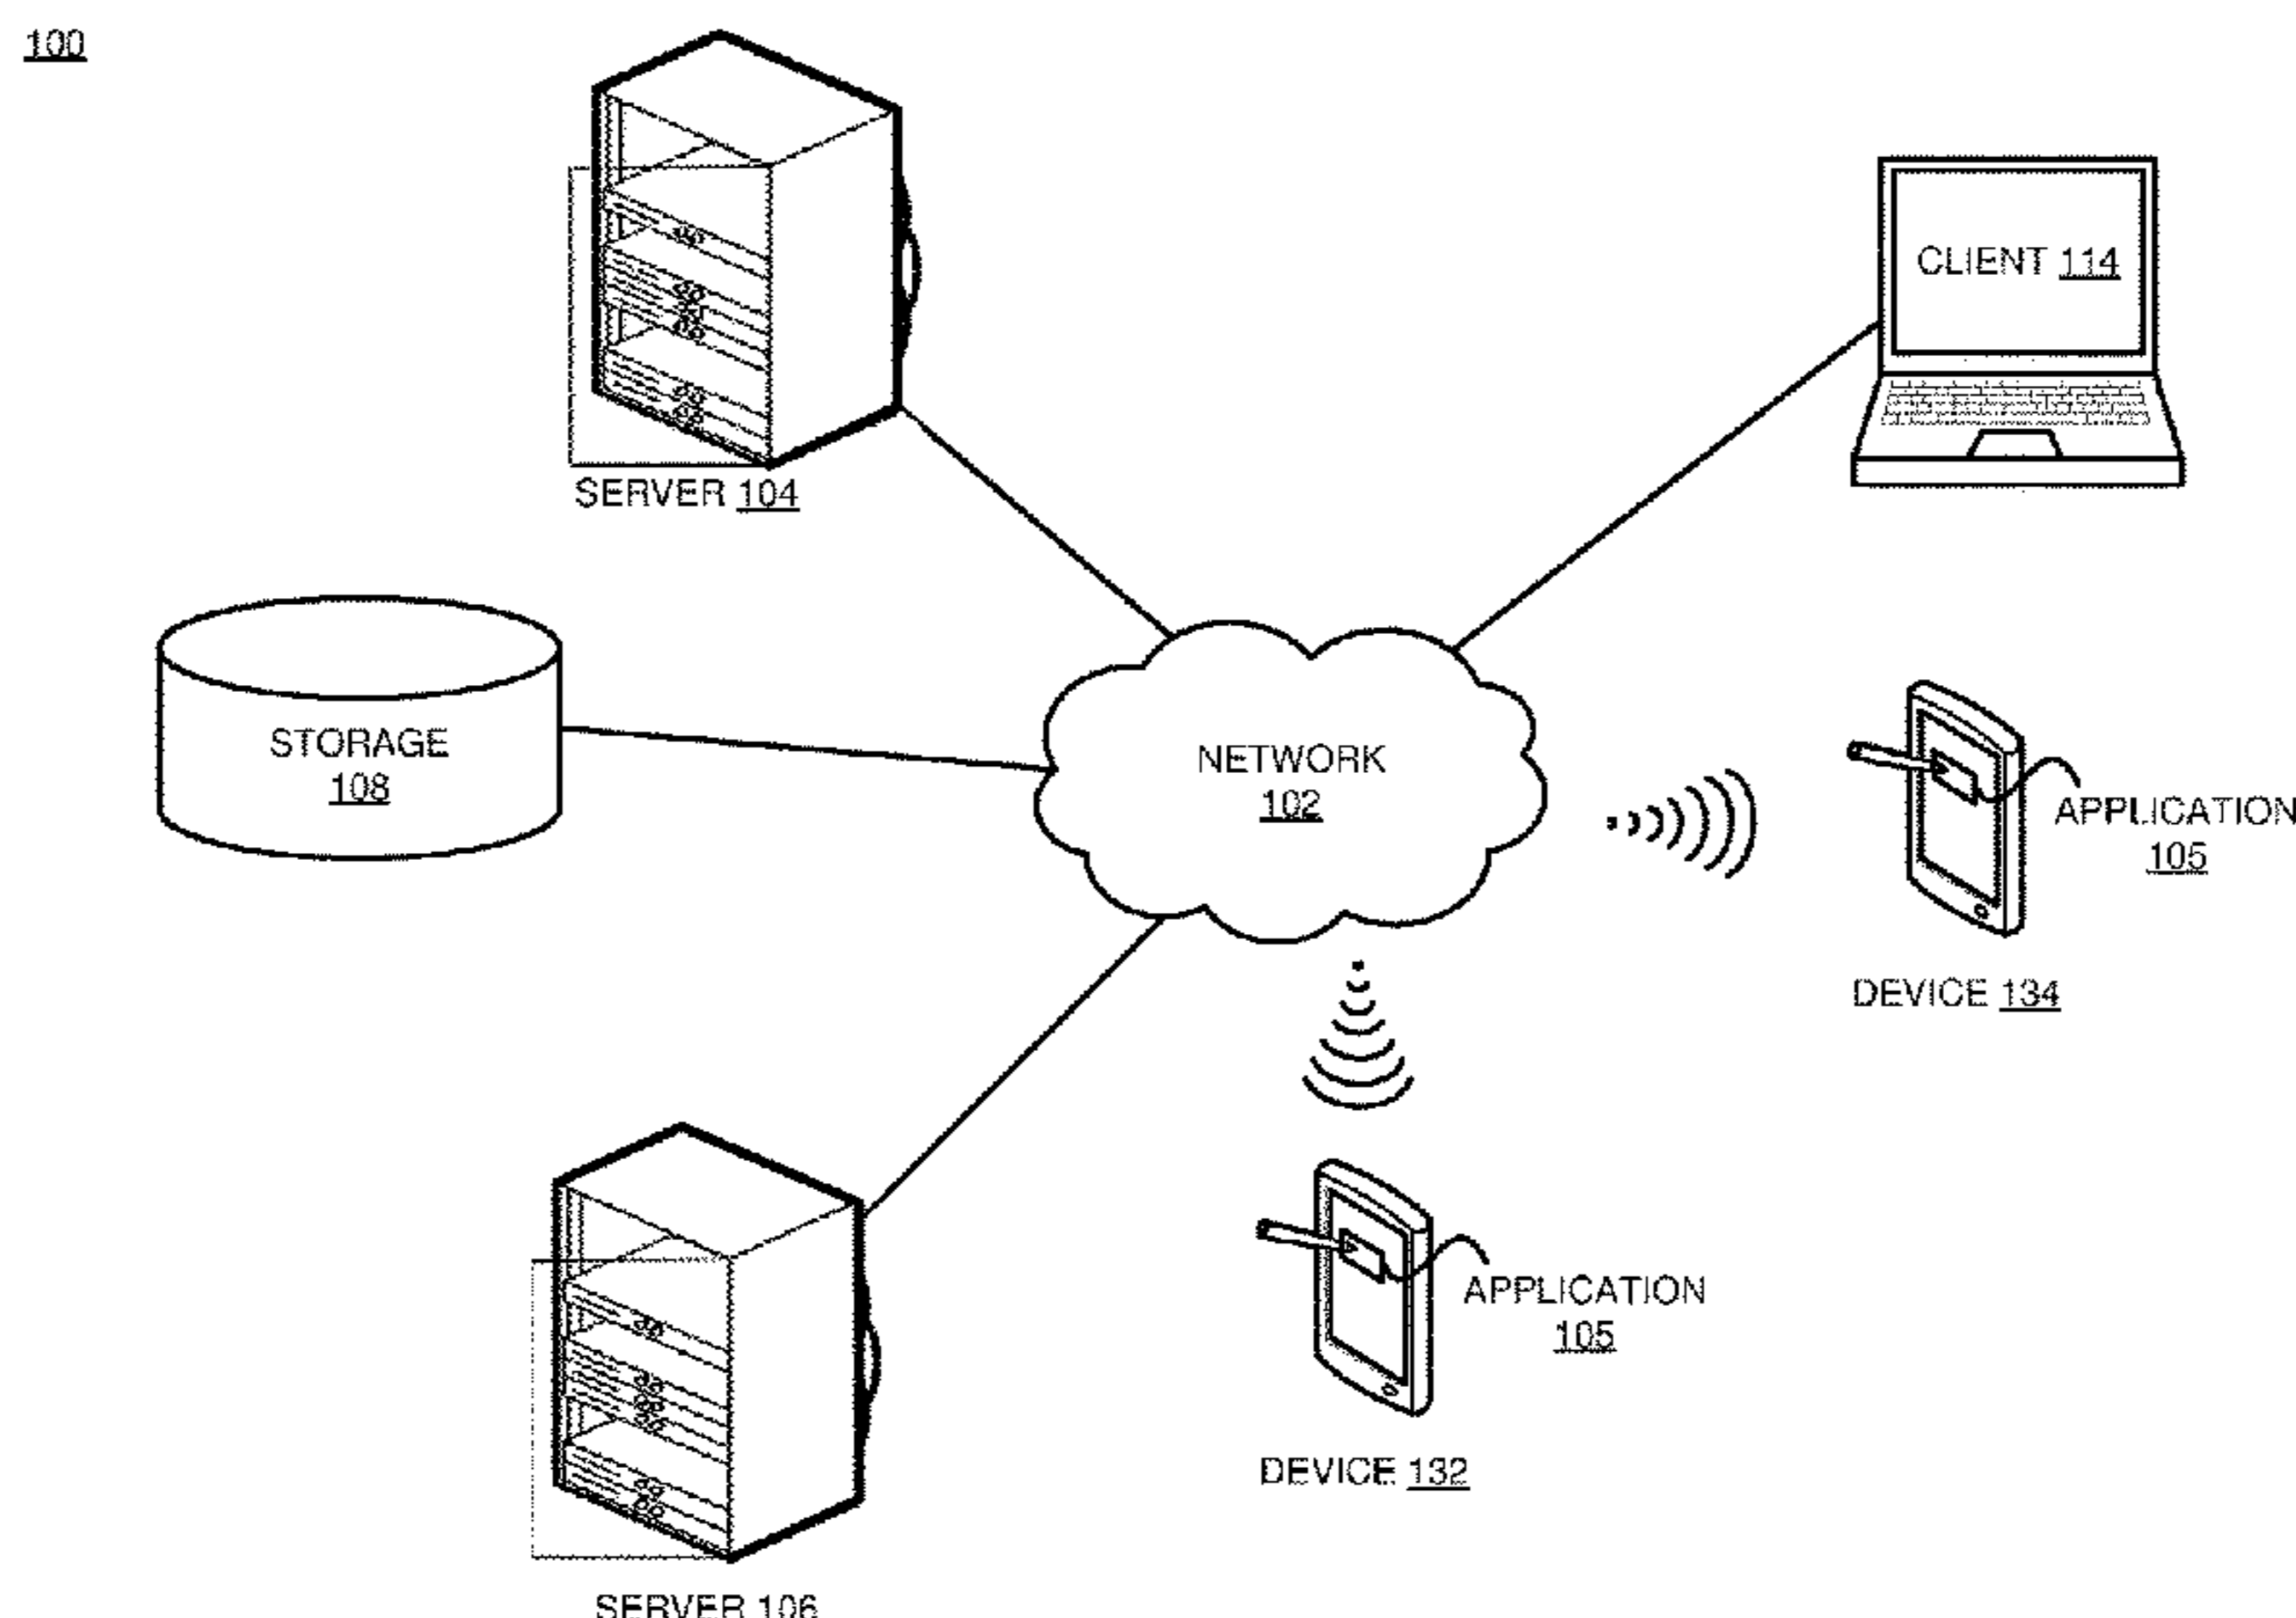 100
SERVER 104
CLIENT 114
STORAGE
108
NETWORK
102
APPLICATION
105
DEVICE 134
APPLICATION
105
DEVICE 132
SERVER 106